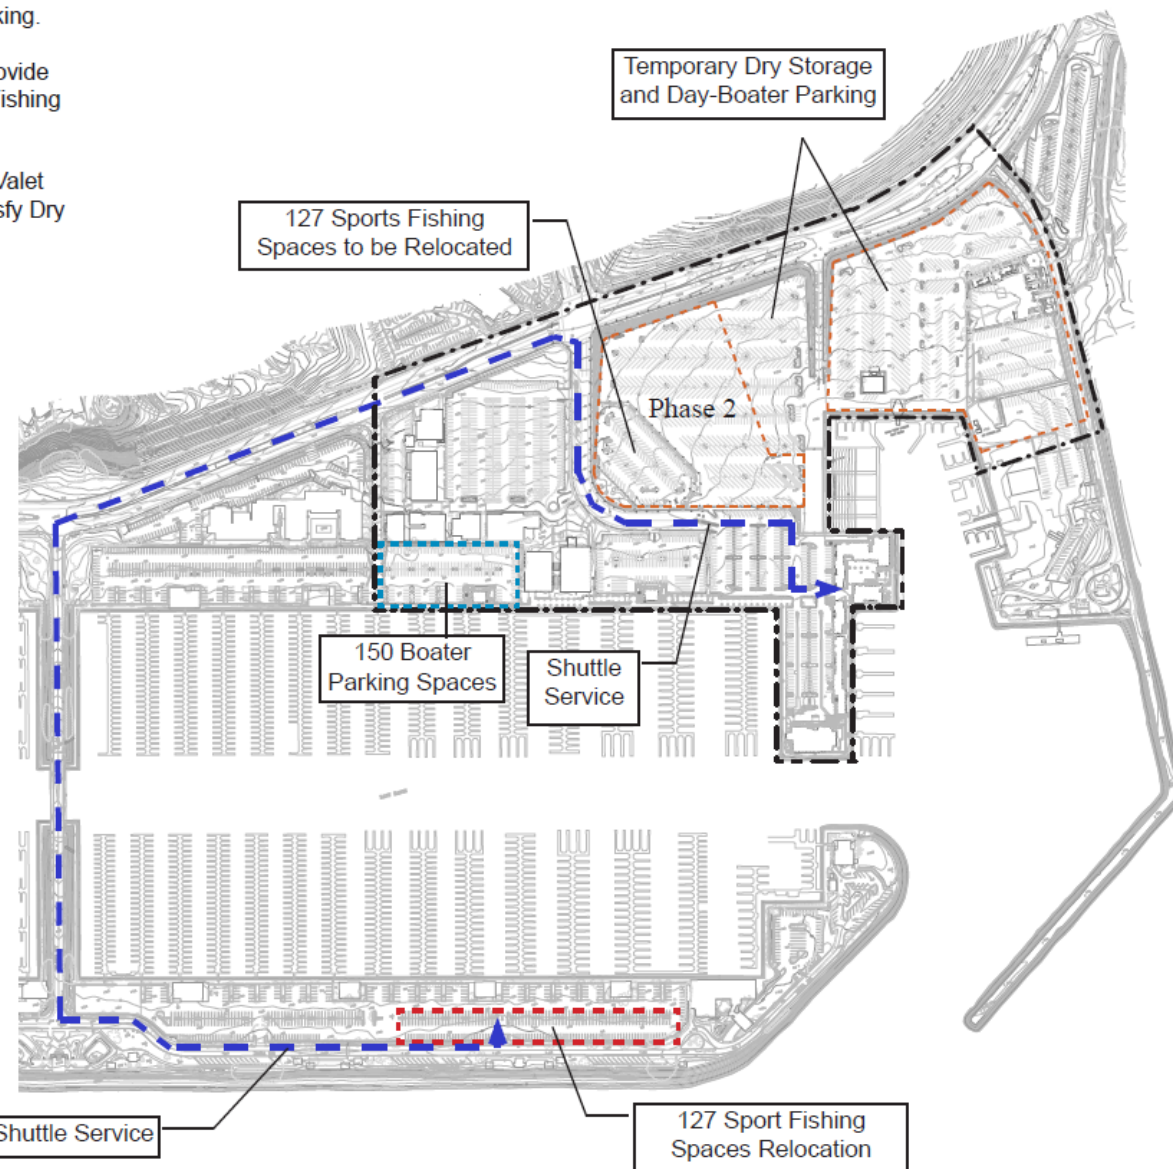 king.
ovide
fishing
Valet
sfy Dry
Temporary Dry Storage
and Day-Boater Parking
127 Sports Fishing
Spaces to be Relocated
Phase 2
150 Boater
Parking Spaces
Shuttle
Service
Shuttle Service
127 Sport Fishing
Spaces Relocation